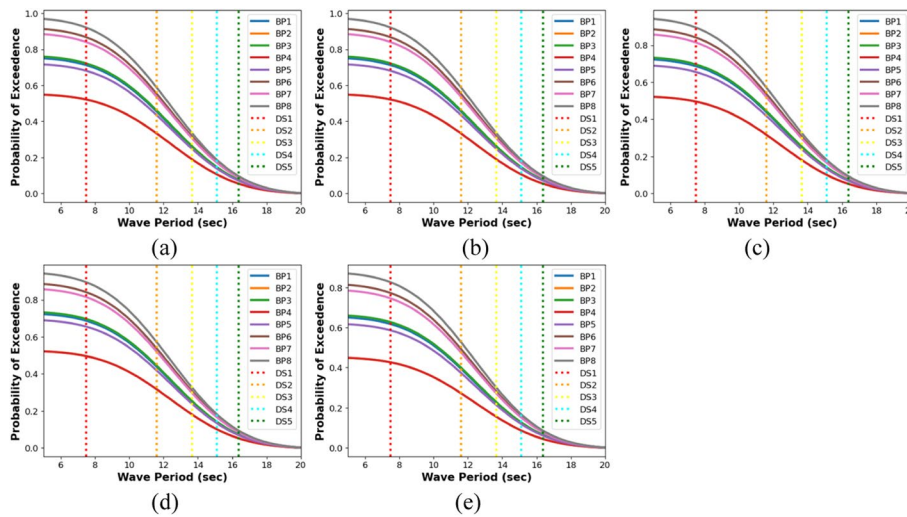 Probability of Exceedence
1.0
0.8
0.6
0.4
0.2
0.0
6 8 10 12 14 16 18 20
Wave Period (sec)
BP1
BP2
BP3
BP4
BP5
BP6
BP7
BP8
DS1
DS2
DS3
DS4
DS5
(a)
Probability of Exceedence
1.0
0.8
0.6
0.4
0.2
0.0
6 8 10 12 14 16 18 20
Wave Period (sec)
BP1
BP2
BP3
BP4
BP5
BP6
BP7
BP8
DS1
DS2
DS3
DS4
DS5
(b)
Probability of Exceedence
0.8
0.6
0.4
0.2
0.0
6 8 10 12 14 16 18 20
Wave Period (sec)
BP1
BP2
BP3
BP4
BP5
BP6
BP7
BP8
DS1
DS2
DS3
DS4
DS5
(c)
Probability of Exceedence
0.8
0.6
0.4
0.2
0.0
6 8 10 12 14 16 18 20
Wave Period (sec)
BP1
BP2
BP3
BP4
BP5
BP6
BP7
BP8
DS1
DS2
DS3
DS4
DS5
(d)
Probability of Exceedence
0.8
0.6
0.4
0.2
0.0
6 8 10 12 14 16 18 20
Wave Period (sec)
BP1
BP2
BP3
BP4
BP5
BP6
BP7
BP8
DS1
DS2
DS3
DS4
DS5
(e)